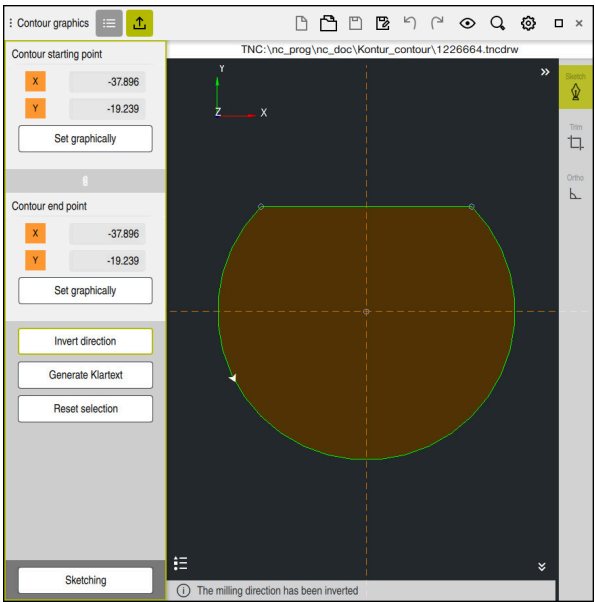 Contour graphics
TNC:\nc_prog\nc_doc\Kontur_contour\1226664.tncdrw
Contour starting point
X -37.896
Y -19.239
Set graphically
Contour end point
X -37.896
Y -19.239
Set graphically
Invert direction
Generate Klartext
Reset selection
Sketching
Y
Z X
Sketch
Trim
Ortho
The milling direction has been inverted